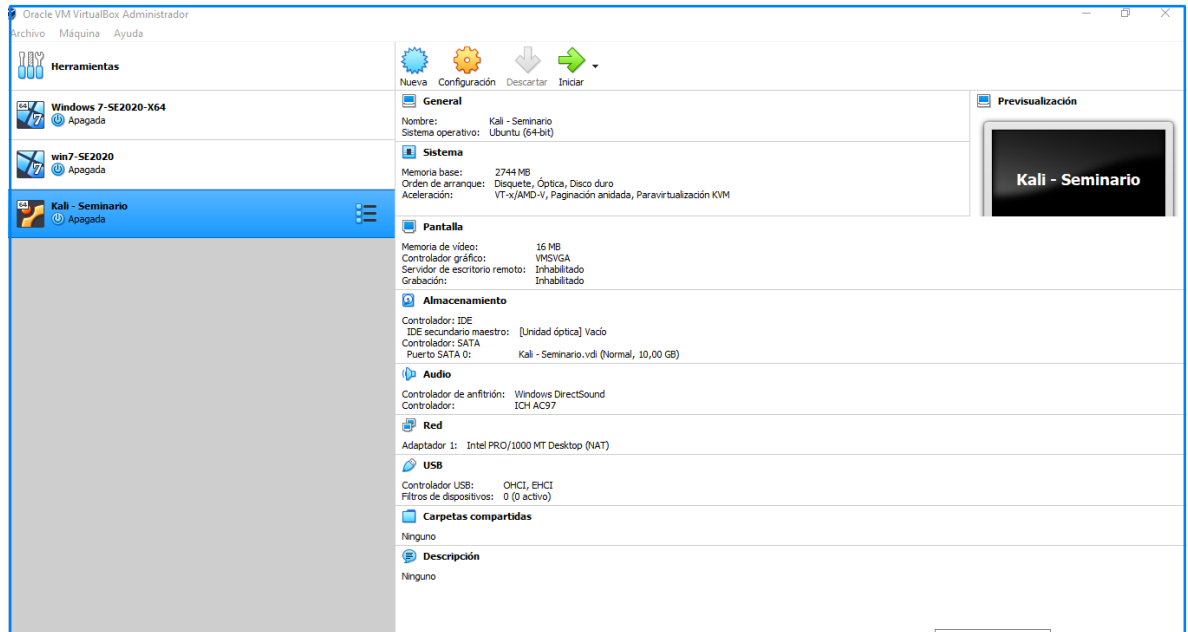 Oracle VM VirtualBox Administrador
Archivo Máquina Ayuda
Herramientas
Nueva Configuración Descartar Iniciar
64 7 Windows 7-SE2020-X64
Apagada
7 win7-SE2020
Apagada
64 Kali - Seminario
Apagada
General
Nombre: Kali - Seminario
Sistema operativo: Ubuntu (64-bit)
Previsualización
Kali - Seminario
Sistema
Memoria base: 2744 MB
Orden de arranque: Disquete, Óptica, Disco duro
Aceleración: VT-x/AMD-V, Paginación anidada, Paravirtualización KVM
Pantalla
Memoria de vídeo: 16 MB
Controlador gráfico: VMSVGA
Servidor de escritorio remoto: Inhabilitado
Grabación: Inhabilitado
Almacenamiento
Controlador: IDE
IDE secundario maestro: [Unidad óptica] Vacío
Controlador: SATA
Puerto SATA 0: Kali - Seminario.vdi (Normal, 10,00 GB)
Audio
Controlador de anfitrión: Windows DirectSound
Controlador: ICH AC97
Red
Adaptador 1: Intel PRO/1000 MT Desktop (NAT)
USB
Controlador USB: OHCI, EHCI
Filtros de dispositivos: 0 (0 activo)
Carpetas compartidas
Ninguno
Descripción
Ninguno